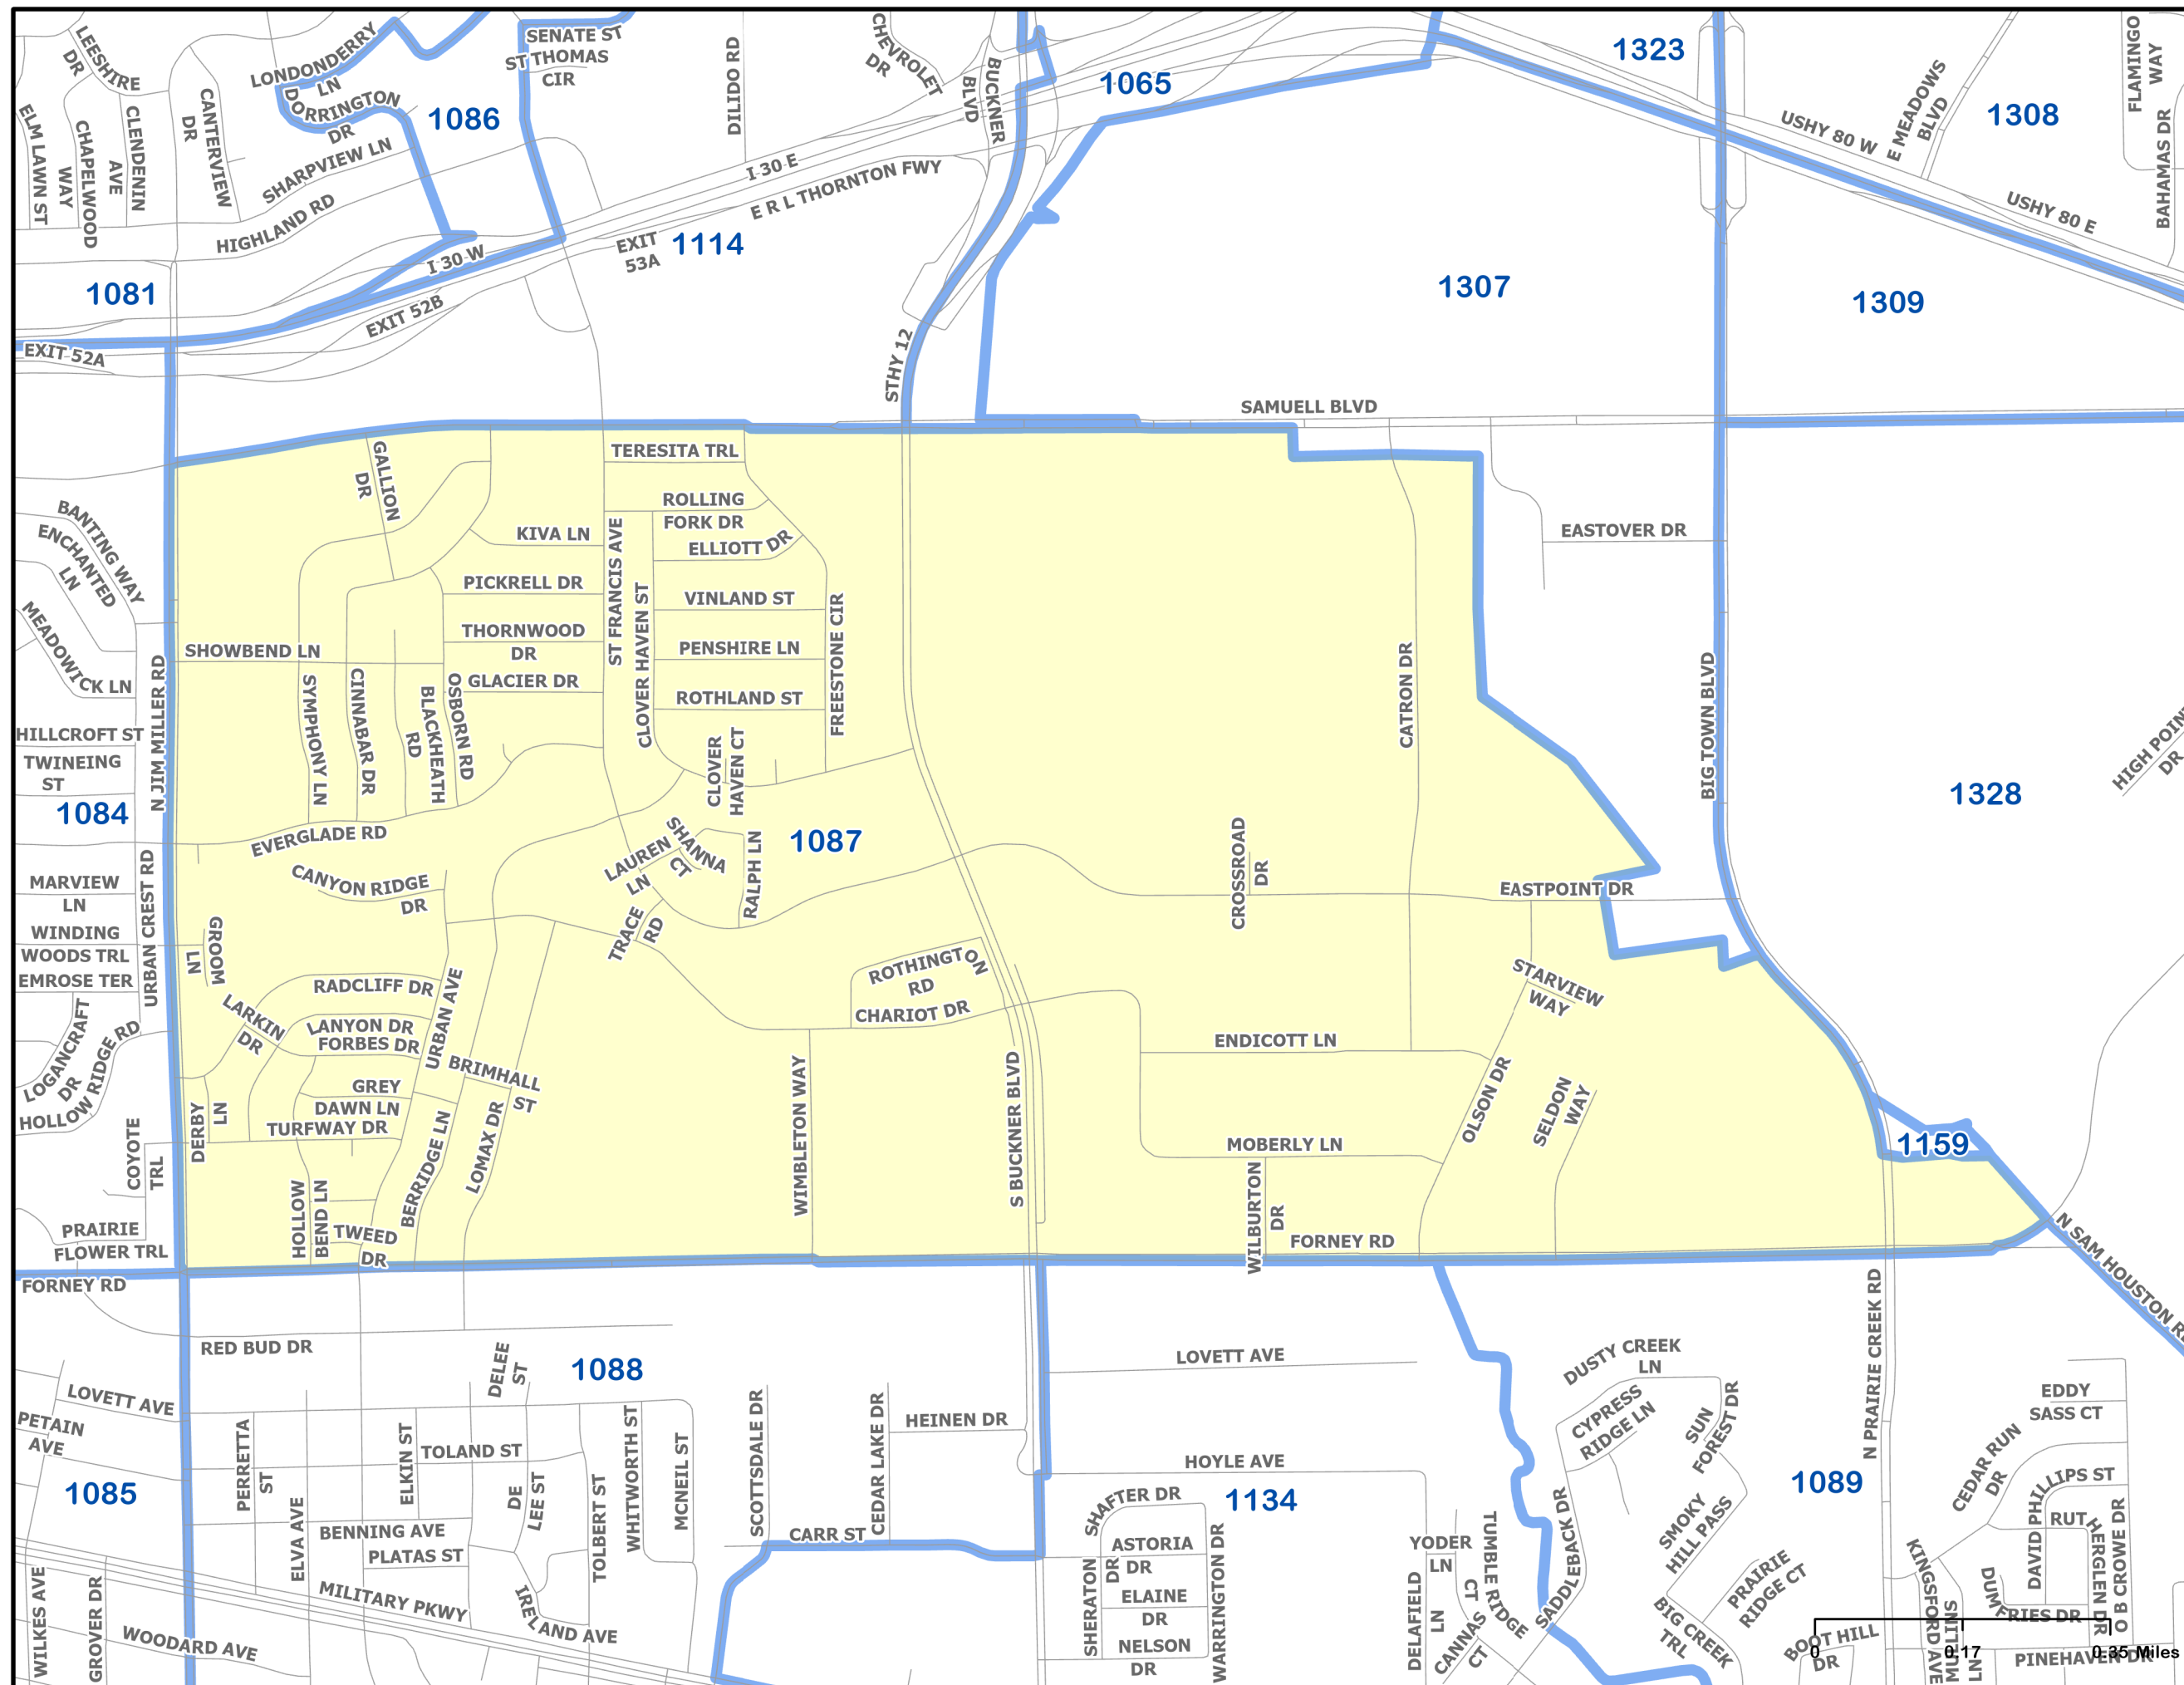 LEESHIRE
DR
LONDONDERRY
LN
DORRINGTON
DR
1086
SENATE ST
ST THOMAS
CIR
DILIDO RD
CHEVROLET
DR
BUCKNER
BLVD
1065
1323
USHY 80 W
E MEADOWS
BLVD
1308
FLAMINGO
WAY
BAHAMAS DR
USHY 80 E
ELM LAWN ST
CHAPELWOOD
WAY
CLENDENIN
AVE
CANTERVIEW
DR
SHARPVIEW LN
HIGHLAND RD
I 30 E
E R L THORNTON FWY
I 30 W
EXIT
53A
1114
1081
EXIT 52B
EXIT 52A
STHY 12
1307
1309
SAMUELL BLVD
GALLION
DR
TERESITA TRL
ROLLING
FORK DR
KIVA LN
ELLIOTT DR
EASTOVER DR
BANTING WAY
ENCHANTED
LN
MEADOWICK LN
PICKRELL DR
ST FRANCIS AVE
CLOVER HAVEN ST
VINLAND ST
FREESTONE CIR
THORNWOOD
DR
PENSHIRE LN
SHOWBEND LN
GLACIER DR
ROTHLAND ST
N JIM MILLER RD
SYMPHONY LN
CINNABAR DR
BLACKHEATH
RD
OSBORN RD
CLOVER
HAVEN CT
CATRON DR
BIG TOWN BLVD
HILLCROFT ST
TWINEING
ST
1084
EVERGLADE RD
1087
1328
HIGH POINT
DR
MARVIEW
LN
WINDING
WOODS TRL
EMROSE TER
URBAN CREST RD
CANYON RIDGE
DR
LAUREN
LN
SHANNA
CT
RALPH LN
TRACE
RD
CROSSROAD
DR
EASTPOINT DR
GROOM
LN
ROTHINGTON
RD
CHARIOT DR
STARVIEW
WAY
RADCLIFF DR
LARKIN
DR
LANYON DR
FORBES DR
URBAN AVE
BRIMHALL
ST
ENDICOTT LN
LOGANCRAFT
DR
HOLLOW RIDGE RD
GREY
DAWN LN
TURFWAY DR
DERBY
LN
COYOTE
TRL
LOMAX DR
BERRIDGE LN
WIMBLETON WAY
S BUCKNER BLVD
OLSON DR
SELDON
WAY
MOBERLY LN
1159
PRAIRIE
FLOWER TRL
HOLLOW
BEND LN
TWEED
DR
WILBURTON
DR
FORNEY RD
FORNEY RD
N SAM HOUSTON RD
RED BUD DR
DELEE
ST
1088
LOVETT AVE
DUSTY CREEK
LN
N PRAIRIE CREEK RD
LOVETT AVE
PETAIN
AVE
1085
PERRETTA
ST
ELKIN ST
TOLAND ST
DE
LEE ST
WHITWORTH ST
MCNEIL ST
TOLBERT ST
SCOTTSDALE DR
CEDAR LAKE DR
HEINEN DR
HOYLE AVE
1134
CYPRESS
RIDGE LN
SUN
FOREST DR
1089
EDDY
SASS CT
CEDAR RUN
DR
DAVID PHILLIPS ST
RUT
HERGLEN DR
O B CROWE DR
ELVA AVE
BENNING AVE
PLATAS ST
CARR ST
SHAFTER DR
ASTORIA
DR
ELAINE
DR
NELSON
DR
SHERATON
DR
WARRINGTON DR
YODER
LN
DELAFIELD
LN
CANNAS
CT
TUMBLE RIDGE
CT
SADDLEBACK DR
SMOKY
HILL PASS
PRAIRIE
RIDGE CT
BIG CREEK
TRL
BOOT HILL
DR
KINGSFORD AVE
DUMFRIES DR
LN
PINEHAVEN DR
WILKES AVE
GROVER DR
MILITARY PKWY
WOODARD AVE
IRELAND AVE
0
0.17
0.35 Miles